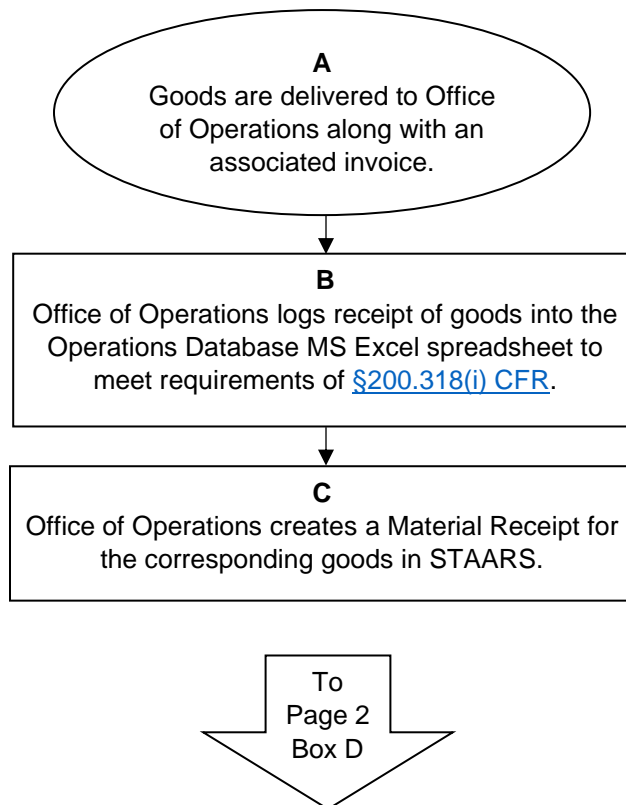 A
Goods are delivered to Office
of Operations along with an
associated invoice.
B
Office of Operations logs receipt of goods into the
Operations Database MS Excel spreadsheet to
meet requirements of §200.318(i) CFR.
C
Office of Operations creates a Material Receipt for
the corresponding goods in STAARS.
To
Page 2
Box D